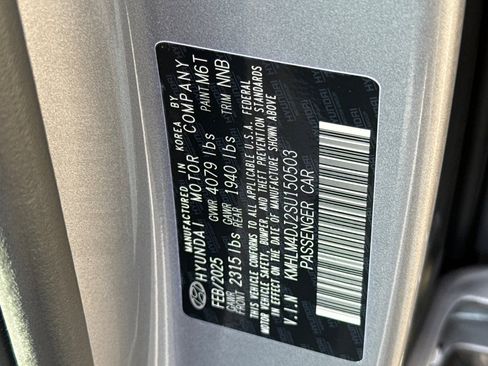 MANUFACTURED IN KOREA BY
HYUNDAI MOTOR COMPANY
FEB/2025 GVWR 4079 lbs PAINT M6T
GAWR FRONT 2315 lbs GAWR REAR 1940 lbs TRIM NNB
THIS VEHICLE CONFORMS TO ALL APPLICABLE U.S.A. FEDERAL
MOTOR VEHICLE SAFETY, BUMPER, AND THEFT PREVENTION STANDARDS
IN EFFECT ON THE DATE OF MANUFACTURE SHOWN ABOVE
V.I.N KMHLM4DJ2SU150503
PASSENGER CAR